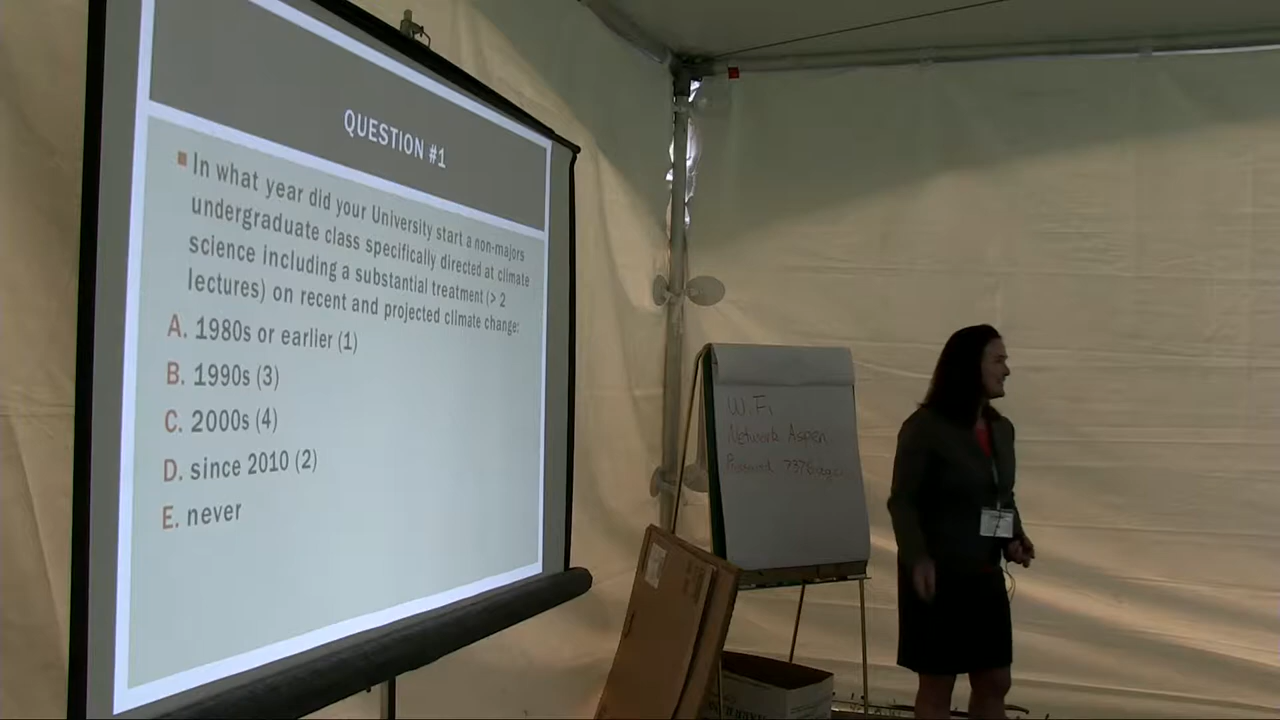 QUESTION #1
In what year did your University start a non-majors
undergraduate class specifically directed at climate
science including a substantial treatment (> 2
lectures) on recent and projected climate change:
A. 1980s or earlier (1)
B. 1990s (3)
C. 2000s (4)
D. since 2010 (2)
E. never
WiFi
Network Aspen